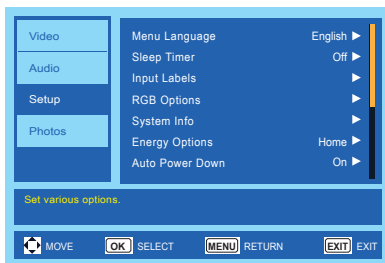 Video
Audio
Setup
Photos
Menu Language English
Sleep Timer Off
Input Labels
RGB Options
System Info
Energy Options Home
Auto Power Down On
Set various options.
MOVE OK SELECT MENU RETURN EXIT EXIT